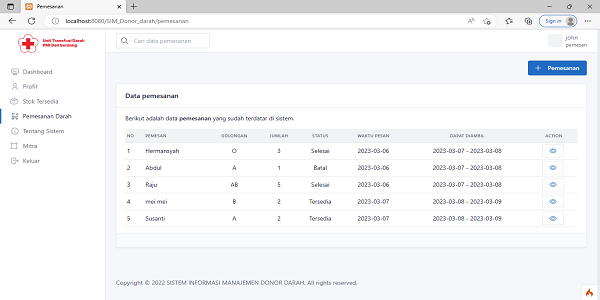 Pemesanan
localhost:8080/SIM_Donor_darah/pemesanan
Sign in
Unit Transfusi Darah
PMI Deli Serdang
Cari data pemesanan
john
pemesan
Dashboard
Profil
Stok Tersedia
Pemesanan Darah
Tentang Sistem
Mitra
Keluar
+ Pemesanan
Data pemesanan
Berikut adalah data pemesanan yang sudah terdatar di sistem.
NO PEMESAN GOLONGAN JUMLAH STATUS WAKTU PESAN DAPAT DIAMBIL ACTION
1 Hermansyah O 3 Selesai 2023-03-06 2023-03-07 - 2023-03-08
2 Abdul A 1 Batal 2023-03-06 2023-03-07 - 2023-03-08
3 Raju AB 5 Selesai 2023-03-06 2023-03-07 - 2023-03-08
4 mei mei B 2 Tersedia 2023-03-07 2023-03-08 - 2023-03-09
5 Susanti A 2 Tersedia 2023-03-07 2023-03-08 - 2023-03-09
Copyright © 2022 SISTEM INFORMASI MANAJEMEN DONOR DARAH. All rights reserved.